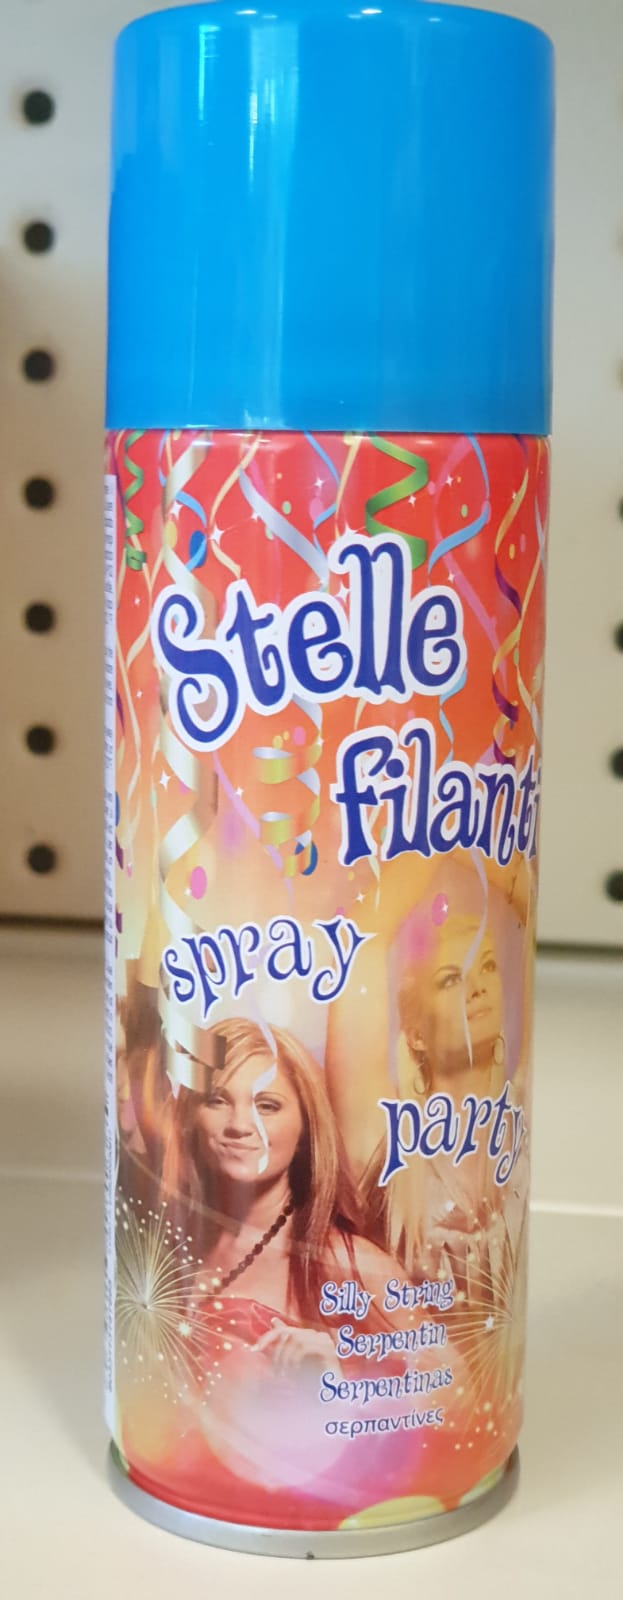 Stelle
filanti
spray
party
Silly String
Serpentin
Serpentinas
σερπαντίνες